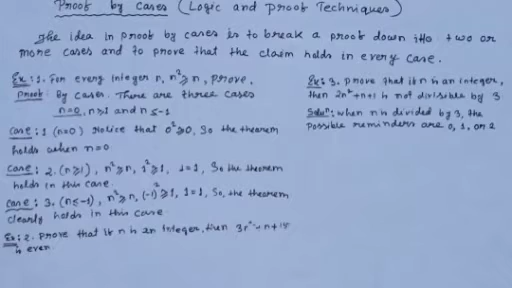 Proof by Cases (Logic and Proof Techniques)
The idea in proof by cases is to break a proof down into two or
more cases and to prove that the claim holds in every case.
Ex: 1. For every integer n, n² ≥ n, prove.
Proof: By cases. There are three cases
n=0, n≥1 and n≤-1
Case: 1 (n=0) Notice that 0² ≥ 0, So the theorem
holds when n=0.
Case: 2. (n≥1), n² ≥ n, 1² ≥ 1, 1=1, So the theorem
holds in this case.
Case: 3. (n≤-1), n² ≥ n, (-1)² ≥ 1, 1=1, So, the theorem
clearly holds in this case.
Ex: 2. Prove that if n is an integer, then 3n² + n + 14
is even.
Ex: 3. Prove that if n is an integer,
then 2n² + n + 1 is not divisible by 3
Soluⁿ: when n is divided by 3, the
possible reminders are 0, 1, or 2